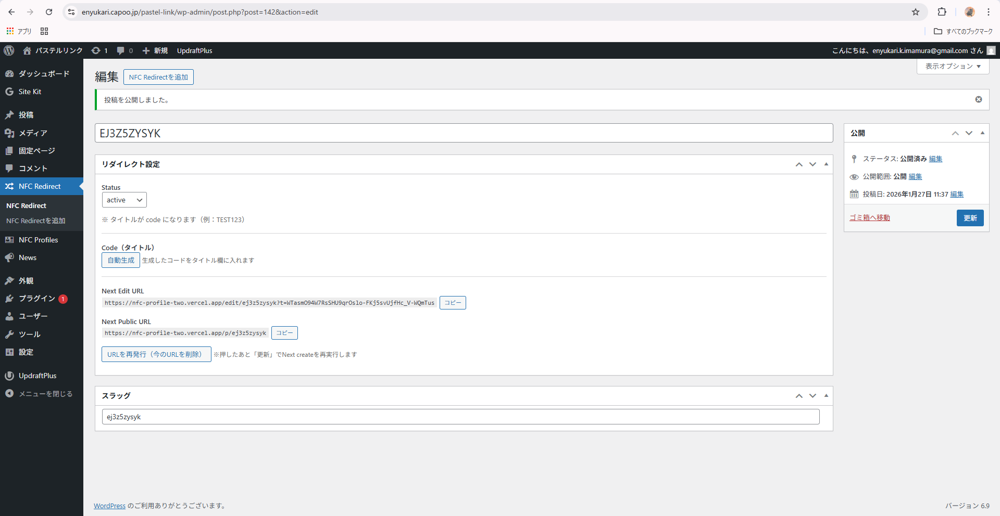 enyukari.capoo.jp/pastel-link/wp-admin/post.php?post=142&action=edit
アプリ
すべてのブックマーク
パステルリンク 1 0 新規 UpdraftPlus
こんにちは、enyukari.k.imamura@gmail.com さん
ダッシュボード
Site Kit
投稿
メディア
固定ページ
コメント
NFC Redirect
NFC Redirect
NFC Redirectを追加
NFC Profiles
News
外観
プラグイン 1
ユーザー
ツール
設定
UpdraftPlus
メニューを閉じる
表示オプション ▼
編集 NFC Redirectを追加
投稿を公開しました。
EJ3Z5ZYSYK
リダイレクト設定
Status
active
※ タイトルが code になります（例：TEST123）
Code（タイトル）
自動生成 生成したコードをタイトル欄に入れます
Next Edit URL
https://nfc-profile-two.vercel.app/edit/ej3z5zysyk?t=WTasmO94W7RsSHU9qrOslo-FKj5svUjfHc_V-WQmTus コピー
Next Public URL
https://nfc-profile-two.vercel.app/p/ej3z5zysyk コピー
URLを再発行（今のURLを削除） ※押したあと「更新」でNext createを再実行します
スラッグ
ej3z5zysyk
公開
ステータス: 公開済み 編集
公開範囲: 公開 編集
投稿日: 2026年1月27日 11:37 編集
ゴミ箱へ移動 更新
WordPress のご利用ありがとうございます。
バージョン 6.9